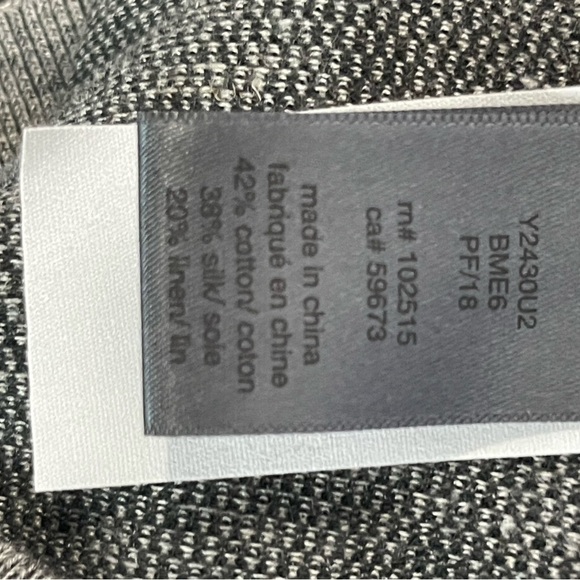 Y2430U2
BME6
PF/18
rn# 102515
ca# 59673
made in china
fabriqué en chine
42% cotton/ coton
38% silk/ soie
20% linen/ lin